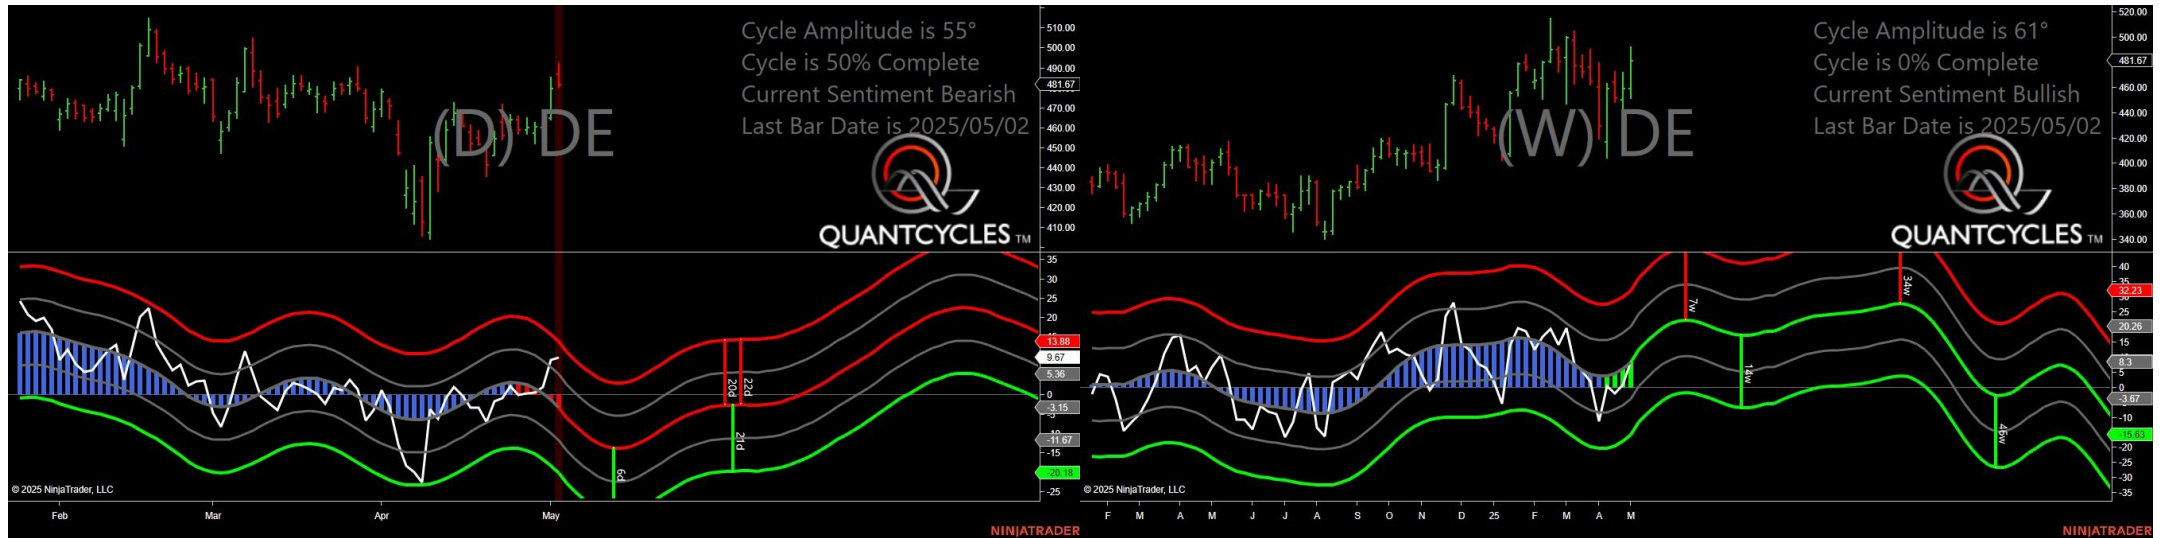 Cycle Amplitude is 55°
Cycle is 50% Complete
Current Sentiment Bearish
Last Bar Date is 2025/05/02
(D) DE
QUANTCYCLES TM
510.00
500.00
490.00
481.67
470.00
460.00
450.00
440.00
430.00
420.00
410.00
35
30
25
20
13.88
9.67
5.36
0
-3.15
-11.67
-15
-20.18
-25
20d
22d
21d
6d
© 2025 NinjaTrader, LLC
Feb
Mar
Apr
May
NINJATRADER
Cycle Amplitude is 61°
Cycle is 0% Complete
Current Sentiment Bullish
Last Bar Date is 2025/05/02
(W) DE
QUANTCYCLES TM
520.00
500.00
481.67
460.00
440.00
420.00
400.00
380.00
360.00
340.00
40
35
32.23
25
20.26
15
8.3
5
0
-3.67
-10
-15.63
-20
-25
-30
-35
7w
34w
14w
46w
© 2025 NinjaTrader, LLC
F
M
A
M
J
J
A
S
O
N
D
25
F
M
A
M
NINJATRADER